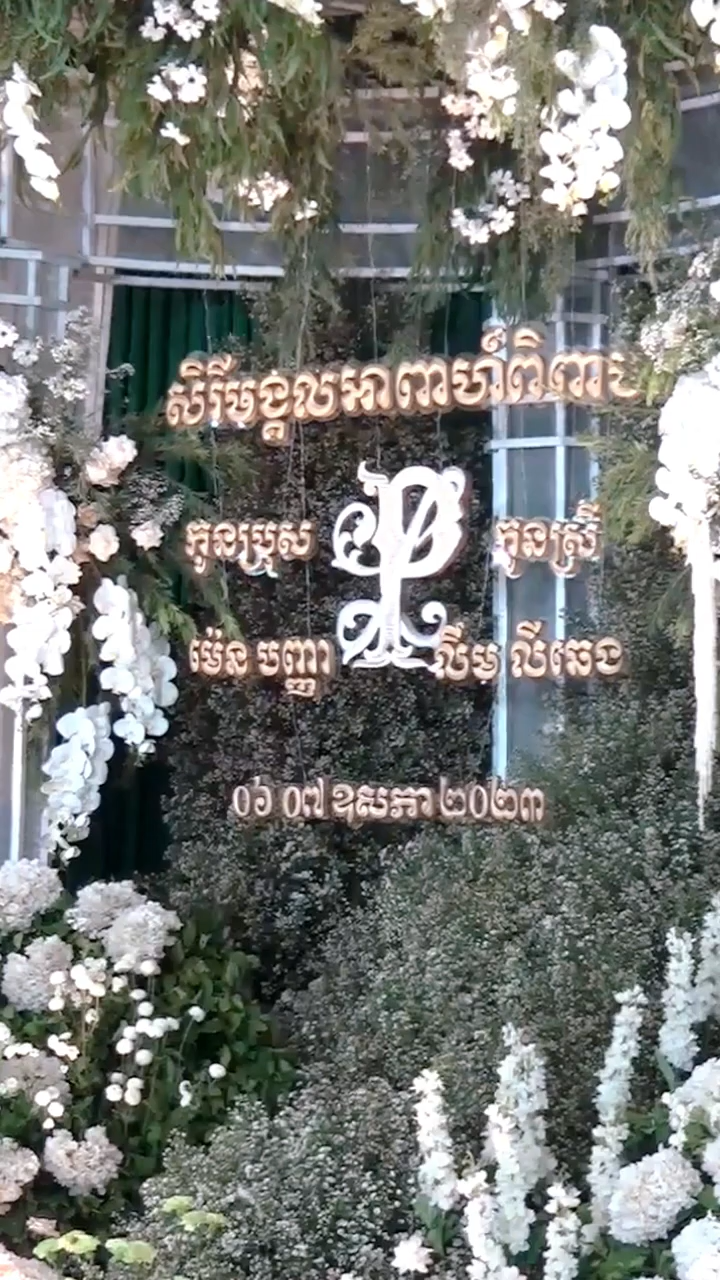 សិរីមង្គលអាពាហ៍ពិពាហ៍
កូនប្រុស កូនស្រី
ម៉េន បញ្ញា លឹម លីឆេង
០៦ ០៧ ឧសភា ២០២៣